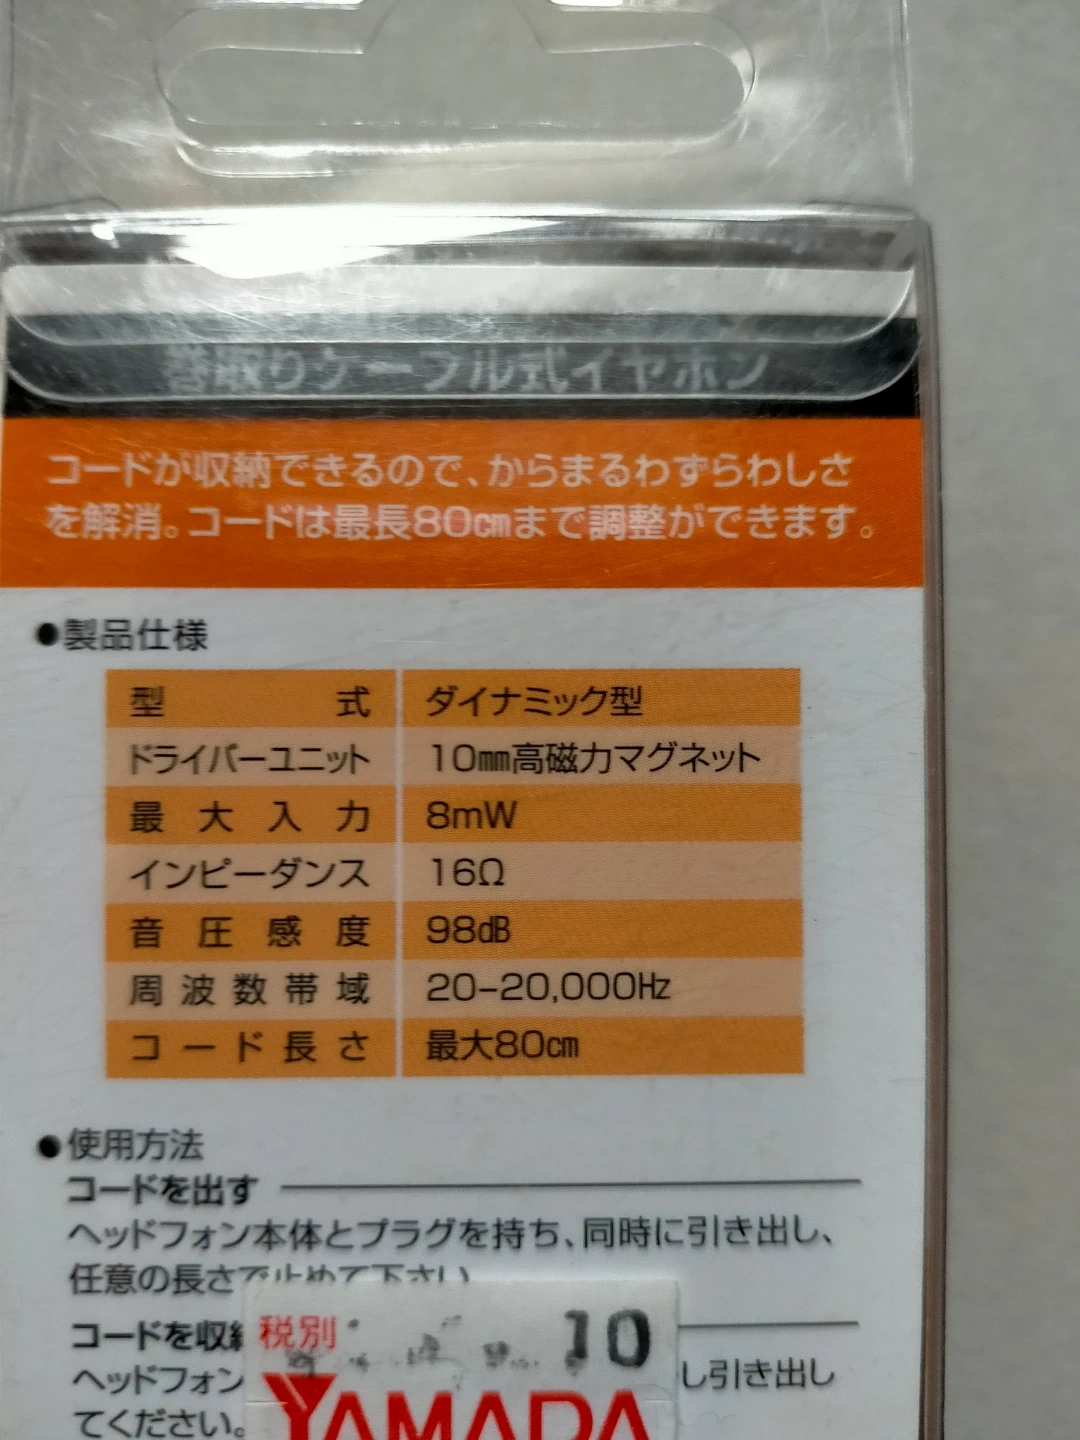 巻取りケーブル式イヤホン
コードが収納できるので、からまるわずらわしさ
を解消。コードは最長80㎝まで調整ができます。
●製品仕様
型式 ダイナミック型
ドライバーユニット 10㎜高磁力マグネット
最大入力 8mW
インピーダンス 16Ω
音圧感度 98㏈
周波数帯域 20-20,000㎐
コード長さ 最大80㎝
●使用方法
コードを出す
ヘッドフォン本体とプラグを持ち、同時に引き出し、
任意の長さで止めて下さい
コードを収
税別 10
ヘッドフォン し引き出し
てください。
YAMADA